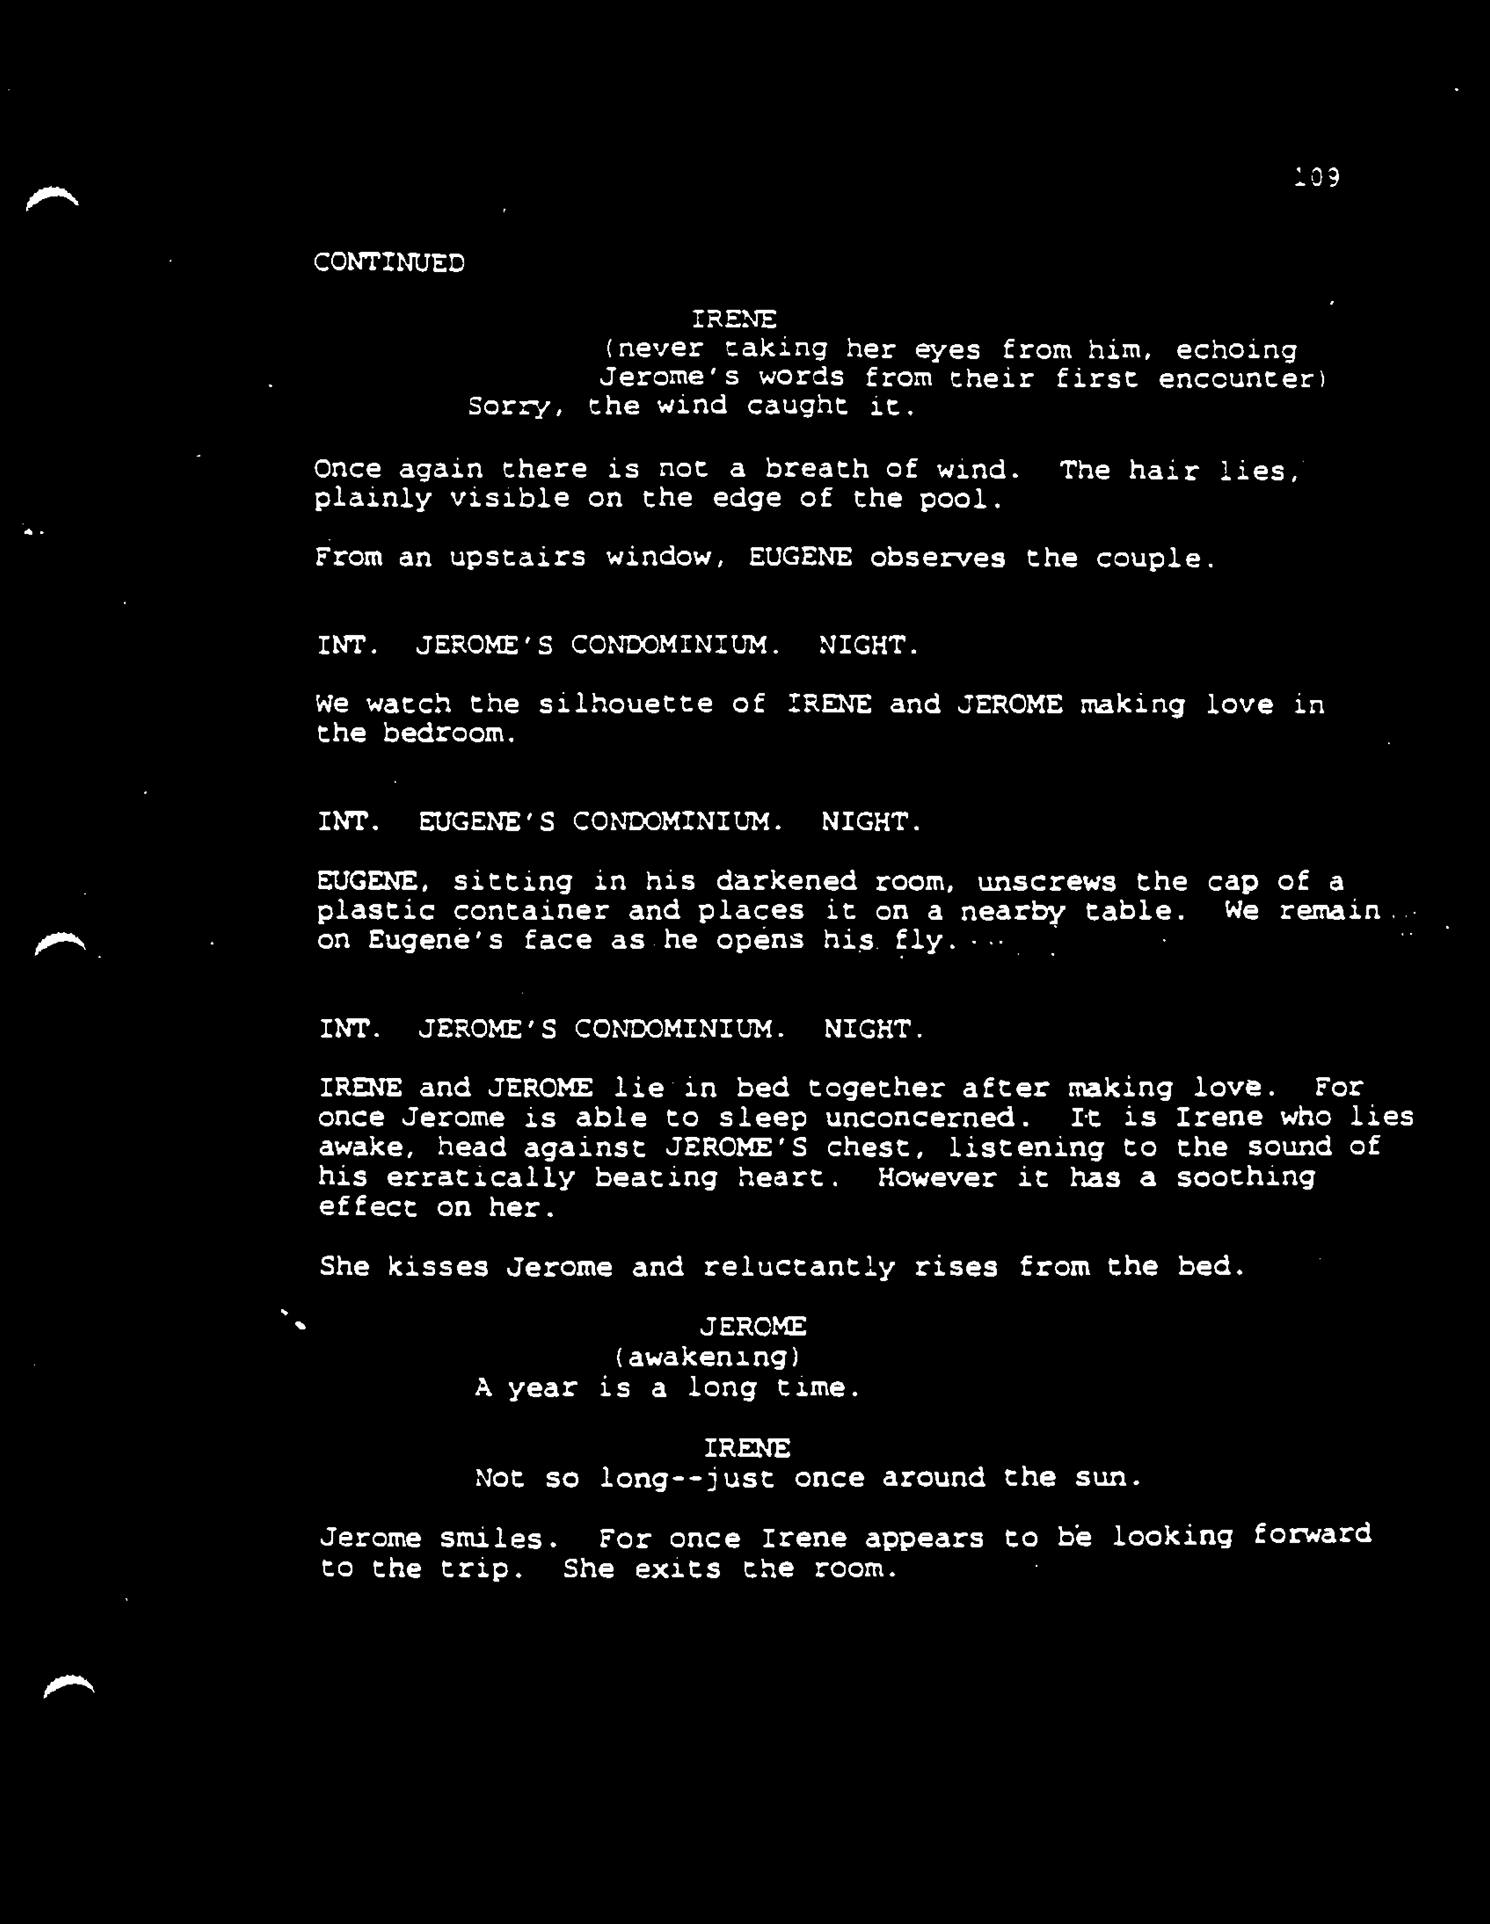 109
CONTINUED
IRENE
(never taking her eyes from him, echoing
Jerome's words from their first encounter)
Sorry, the wind caught it.
Once again there is not a breath of wind. The hair lies,
plainly visible on the edge of the pool.
From an upstairs window, EUGENE observes the couple.
INT. JEROME'S CONDOMINIUM. NIGHT.
We watch the silhouette of IRENE and JEROME making love in
the bedroom.
INT. EUGENE'S CONDOMINIUM. NIGHT.
EUGENE, sitting in his darkened room, unscrews the cap of a
plastic container and places it on a nearby table. We remain
on Eugene's face as he opens his fly.
INT. JEROME'S CONDOMINIUM. NIGHT.
IRENE and JEROME lie in bed together after making love. For
once Jerome is able to sleep unconcerned. It is Irene who lies
awake, head against JEROME'S chest, listening to the sound of
his erratically beating heart. However it has a soothing
effect on her.
She kisses Jerome and reluctantly rises from the bed.
JEROME
(awakening)
A year is a long time.
IRENE
Not so long--just once around the sun.
Jerome smiles. For once Irene appears to be looking forward
to the trip. She exits the room.